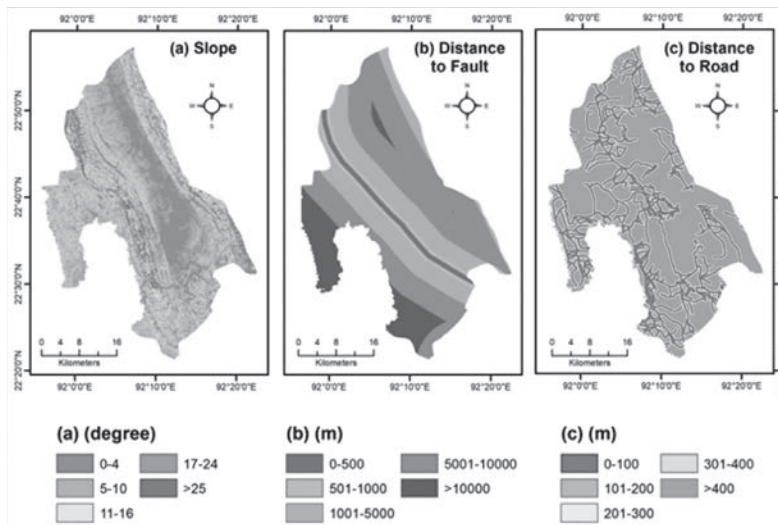 92°0'0"E 92°10'0"E 92°20'0"E 92°0'0"E 92°10'0"E 92°20'0"E 92°0'0"E 92°10'0"E 92°20'0"E
(a) Slope
N
W E
S
(b) Distance
to Fault
N
W E
S
(c) Distance
to Road
N
W E
S
22°50'0"N
22°40'0"N
22°30'0"N
22°20'0"N
0 4 8 16
Kilometers
0 4 8 16
Kilometers
0 4 8 16
Kilometers
92°0'0"E 92°10'0"E 92°20'0"E 92°0'0"E 92°10'0"E 92°20'0"E 92°0'0"E 92°10'0"E 92°20'0"E
(a) (degree)
0-4 17-24
5-10 >25
11-16
(b) (m)
0-500 5001-10000
501-1000 >10000
1001-5000
(c) (m)
0-100 301-400
101-200 >400
201-300